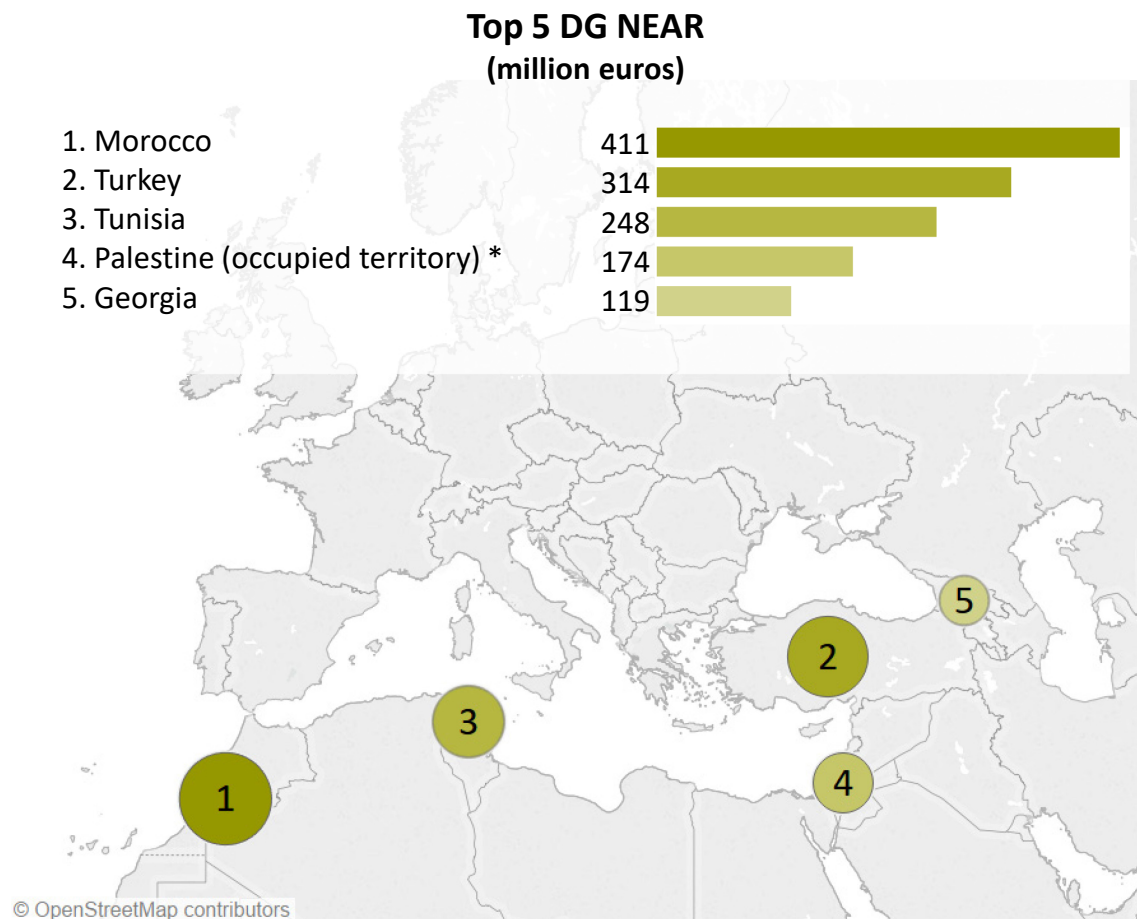 Top 5 DG NEAR
(million euros)
1. Morocco 411
2. Turkey 314
3. Tunisia 248
4. Palestine (occupied territory) * 174
5. Georgia 119
5
2
3
4
1
© OpenStreetMap contributors